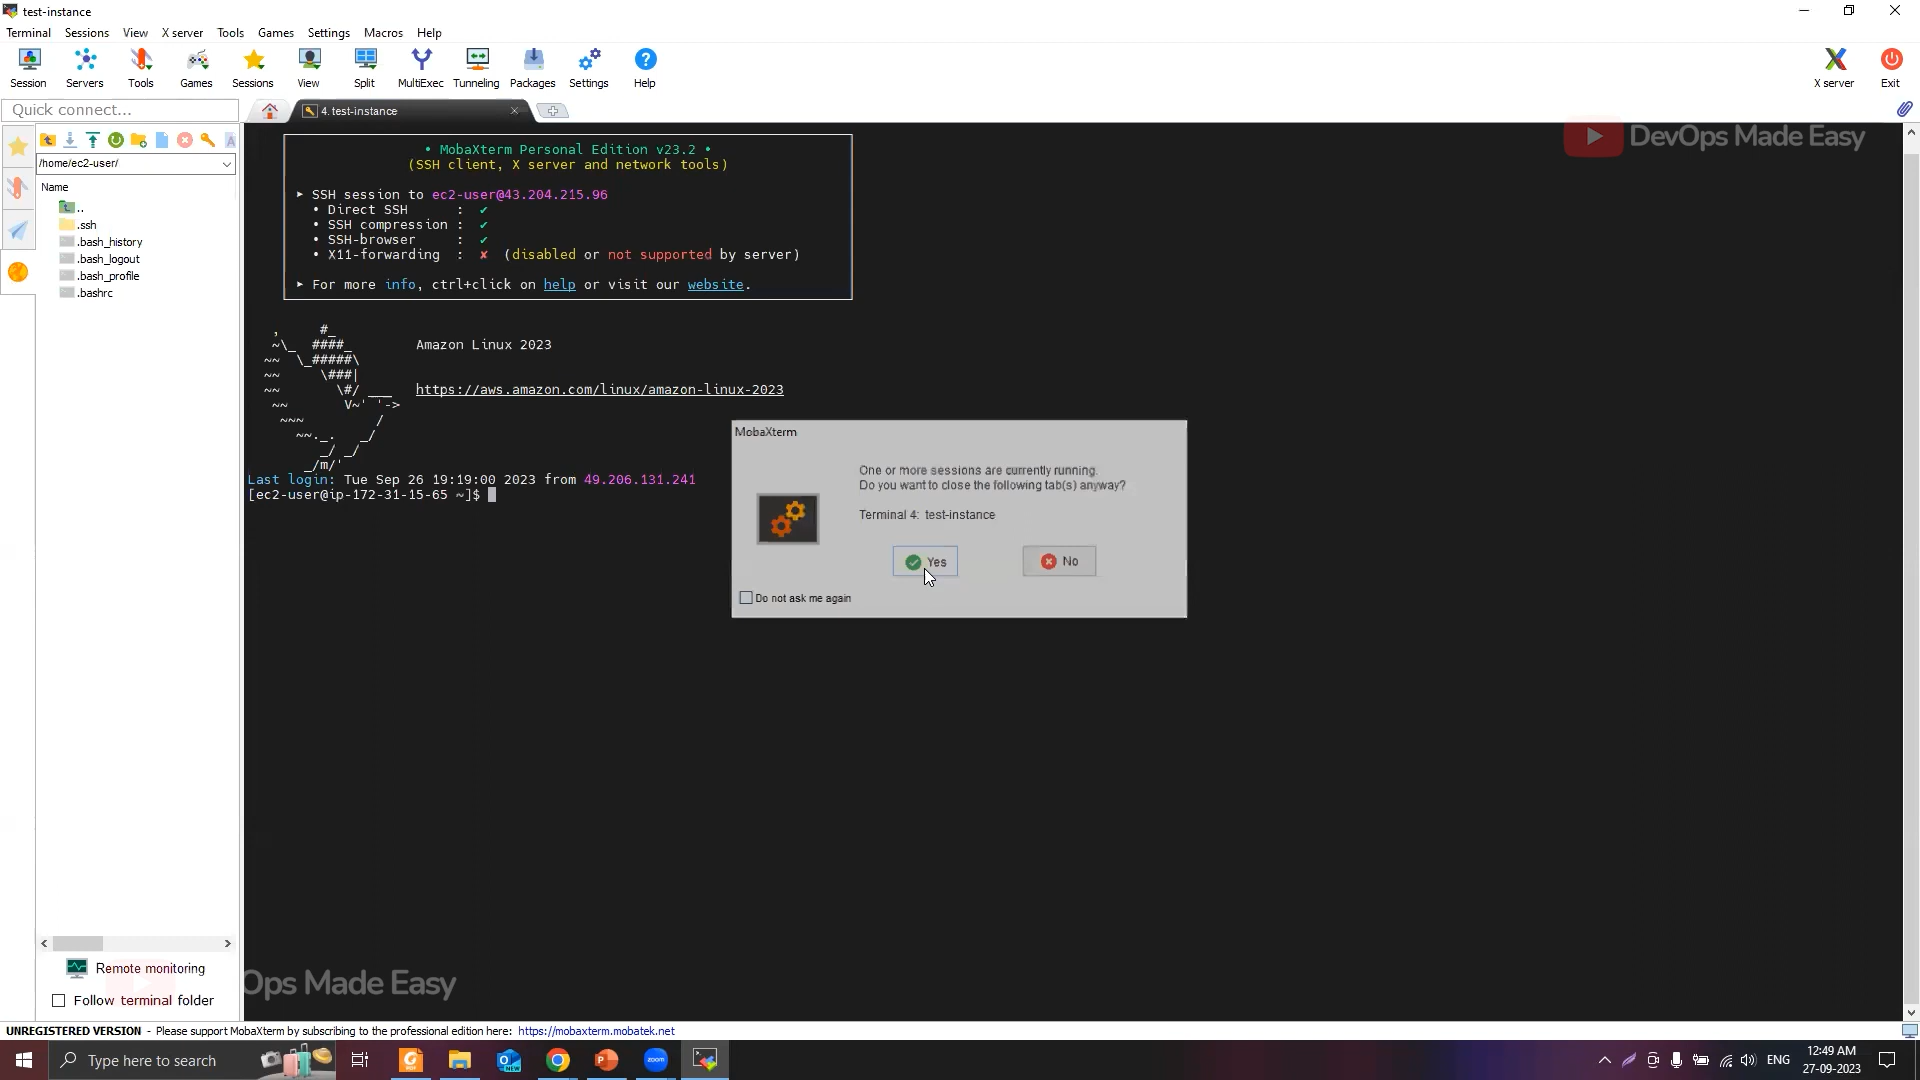 test-instance
Terminal Sessions View X server Tools Games Settings Macros Help
Session Servers Tools Games Sessions View Split MultiExec Tunneling Packages Settings Help X server Exit
Quick connect...
4. test-instance
/home/ec2-user/
Name
..
.ssh
.bash_history
.bash_logout
.bash_profile
.bashrc
DevOps Made Easy
• MobaXterm Personal Edition v23.2 •
(SSH client, X server and network tools)
► SSH session to ec2-user@43.204.215.96
• Direct SSH : ✔
• SSH compression : ✔
• SSH-browser : ✔
• X11-forwarding : ✘ (disabled or not supported by server)
► For more info, ctrl+click on help or visit our website.
, #_
~\_ ####_ Amazon Linux 2023
~~ \_#####\
~~ \###|
~~ \#/ ___ https://aws.amazon.com/linux/amazon-linux-2023
~~ V~' '->
~~~ /
~~._. _/
_/ _/
_/m/'
Last login: Tue Sep 26 19:19:00 2023 from 49.206.131.241
[ec2-user@ip-172-31-15-65 ~]$
MobaXterm
One or more sessions are currently running.
Do you want to close the following tab(s) anyway?
Terminal 4: test-instance
Yes No
Do not ask me again
Remote monitoring
Follow terminal folder
Ops Made Easy
UNREGISTERED VERSION - Please support MobaXterm by subscribing to the professional edition here: https://mobaxterm.mobatek.net
Type here to search
ENG
12:49 AM
27-09-2023